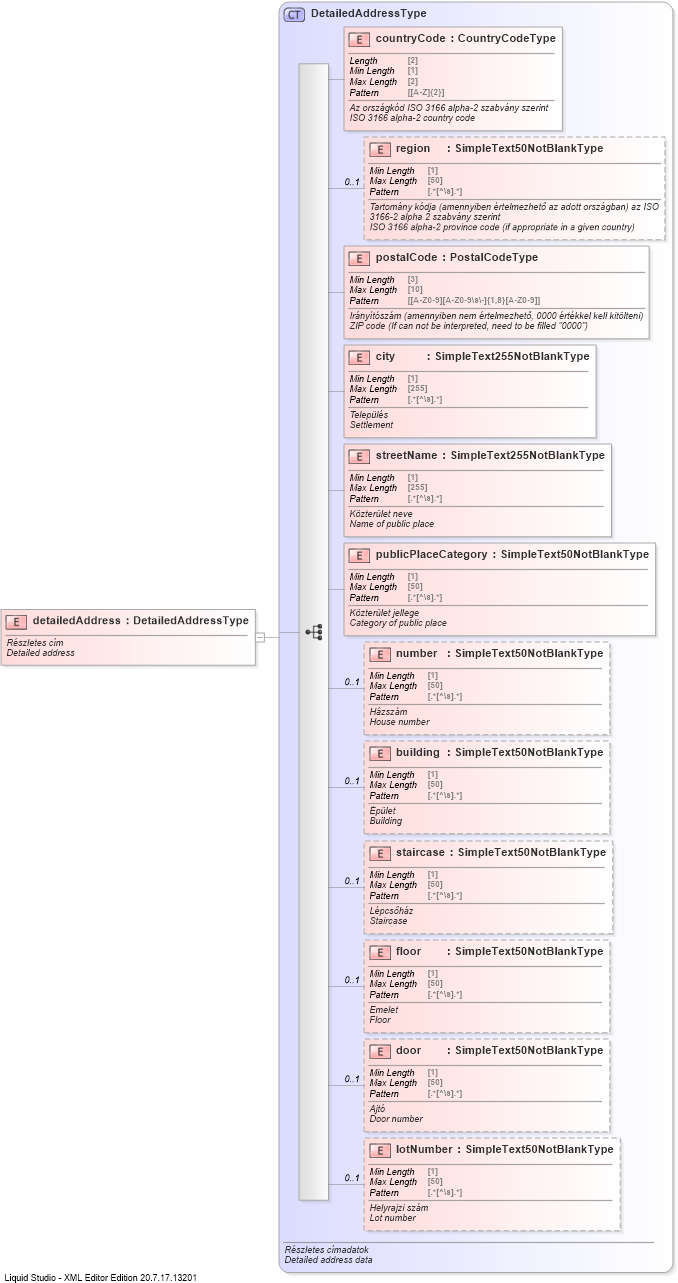 CT DetailedAddressType
E countryCode : CountryCodeType
Length [2]
Min Length [1]
Max Length [2]
Pattern [[A-Z]{2}]
Az országkód ISO 3166 alpha-2 szabvány szerint
ISO 3166 alpha-2 country code
0..1
E region : SimpleText50NotBlankType
Min Length [1]
Max Length [50]
Pattern [.*[^\s].*]
Tartomány kódja (amennyiben értelmezhető az adott országban) az ISO
3166-2 alpha 2 szabvány szerint
ISO 3166 alpha-2 province code (if appropriate in a given country)
E postalCode : PostalCodeType
Min Length [3]
Max Length [10]
Pattern [[A-Z0-9][A-Z0-9\s\-]{1,8}[A-Z0-9]]
Irányítószám (amennyiben nem értelmezhető, 0000 értékkel kell kitölteni)
ZIP code (If can not be interpreted, need to be filled "0000")
E city : SimpleText255NotBlankType
Min Length [1]
Max Length [255]
Pattern [.*[^\s].*]
Település
Settlement
E streetName : SimpleText255NotBlankType
Min Length [1]
Max Length [255]
Pattern [.*[^\s].*]
Közterület neve
Name of public place
E publicPlaceCategory : SimpleText50NotBlankType
Min Length [1]
Max Length [50]
Pattern [.*[^\s].*]
Közterület jellege
Category of public place
E detailedAddress : DetailedAddressType
Részletes cím
Detailed address
0..1
E number : SimpleText50NotBlankType
Min Length [1]
Max Length [50]
Pattern [.*[^\s].*]
Házszám
House number
0..1
E building : SimpleText50NotBlankType
Min Length [1]
Max Length [50]
Pattern [.*[^\s].*]
Épület
Building
0..1
E staircase : SimpleText50NotBlankType
Min Length [1]
Max Length [50]
Pattern [.*[^\s].*]
Lépcsőház
Staircase
0..1
E floor : SimpleText50NotBlankType
Min Length [1]
Max Length [50]
Pattern [.*[^\s].*]
Emelet
Floor
0..1
E door : SimpleText50NotBlankType
Min Length [1]
Max Length [50]
Pattern [.*[^\s].*]
Ajtó
Door number
0..1
E lotNumber : SimpleText50NotBlankType
Min Length [1]
Max Length [50]
Pattern [.*[^\s].*]
Helyrajzi szám
Lot number
Részletes címadatok
Detailed address data
Liquid Studio - XML Editor Edition 20.7.17.13201